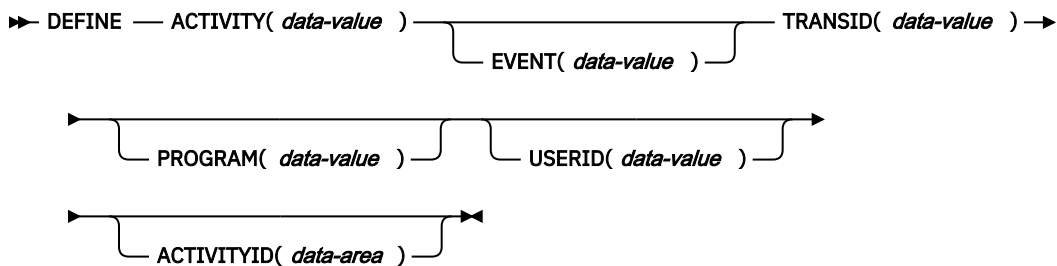 DEFINE ACTIVITY( data-value ) TRANSID( data-value )
EVENT( data-value )
PROGRAM( data-value ) USERID( data-value )
ACTIVITYID( data-area )